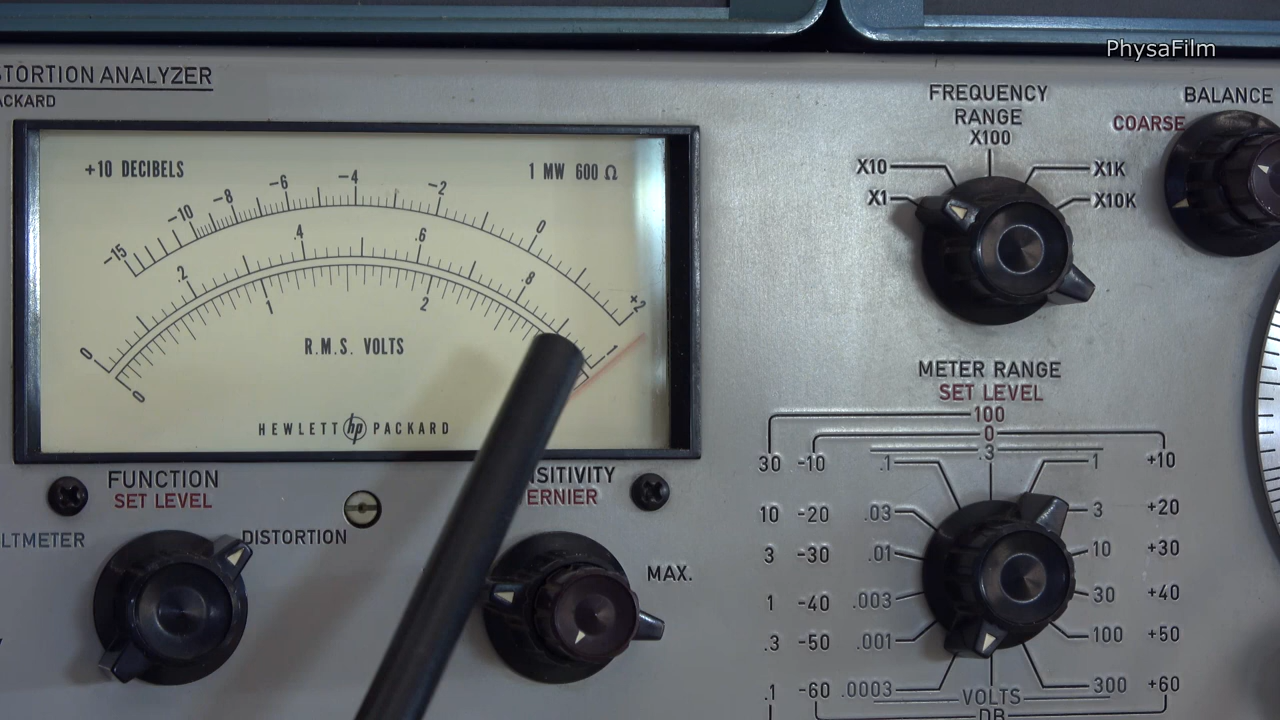 PhysaFilm
STORTION ANALYZER
ACKARD
+10 DECIBELS
1 MW 600 Ω
-15 -10 -8 -6 -4 -2 0 +2
0 .2 .4 .6 .8 1
0 1 2
R.M.S. VOLTS
HEWLETT hp PACKARD
FUNCTION
SET LEVEL
LTMETER
DISTORTION
NSITIVITY
ERNIER
MAX.
FREQUENCY
RANGE
X100
X10 X1K
X1 X10K
BALANCE
COARSE
METER RANGE
SET LEVEL
100
0
.3
30 -10 .1 1 +10
10 -20 .03 3 +20
3 -30 .01 10 +30
1 -40 .003 30 +40
.3 -50 .001 100 +50
.1 -60 .0003 300 +60
VOLTS
DB